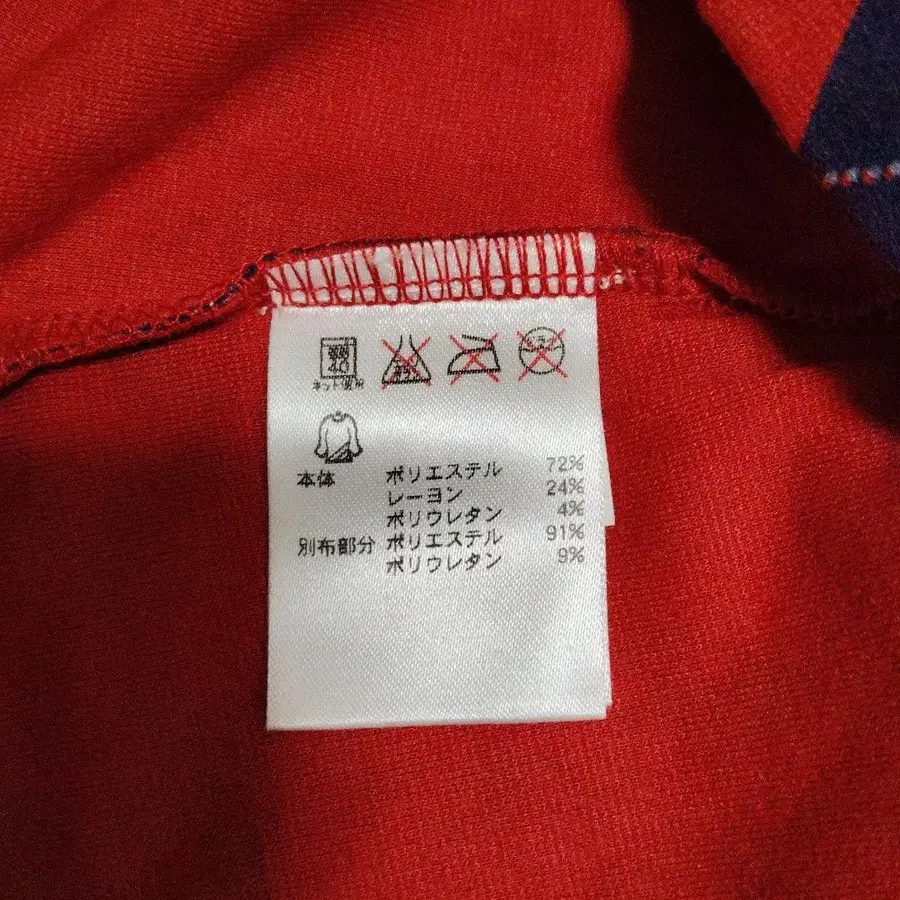 40
ネット使用
本体 ポリエステル 72%
レーヨン 24%
ポリウレタン 4%
別布部分 ポリエステル 91%
ポリウレタン 9%